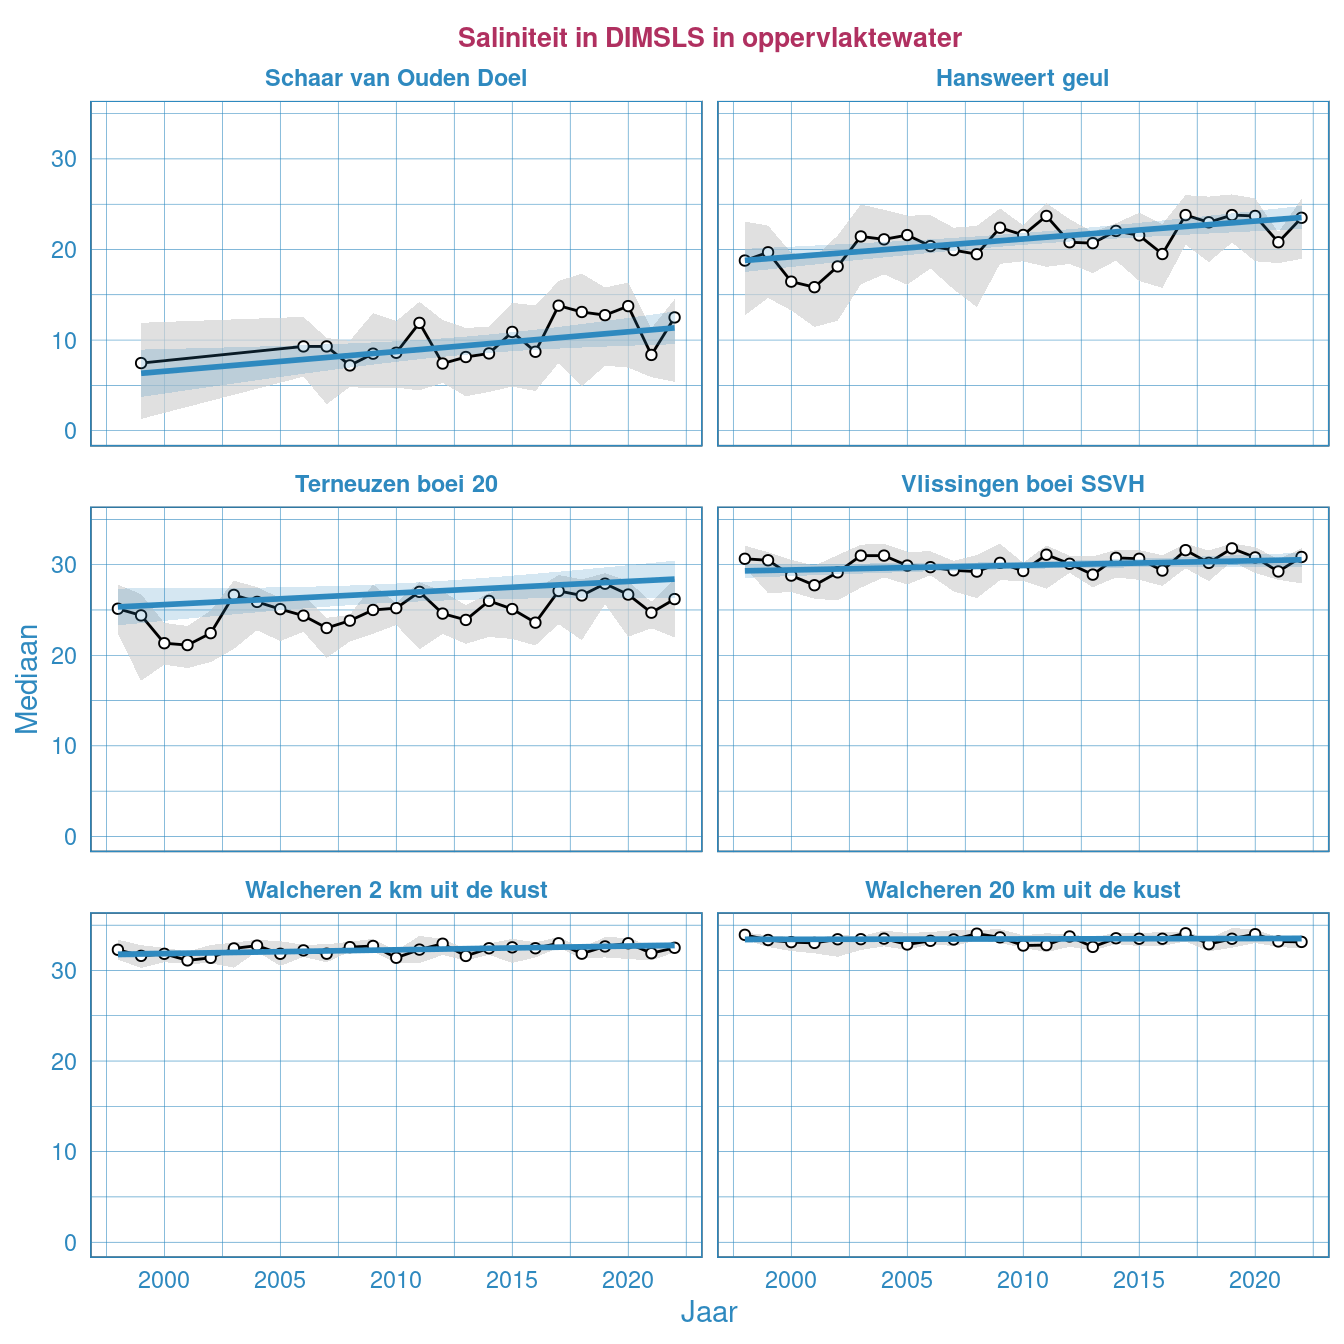 Saliniteit in DIMSLS in oppervlaktewater
Schaar van Ouden Doel
Hansweert geul
30
20
10
0
Terneuzen boei 20
Vlissingen boei SSVH
30
20
10
0
Mediaan
Walcheren 2 km uit de kust
Walcheren 20 km uit de kust
30
20
10
0
2000 2005 2010 2015 2020
2000 2005 2010 2015 2020
Jaar